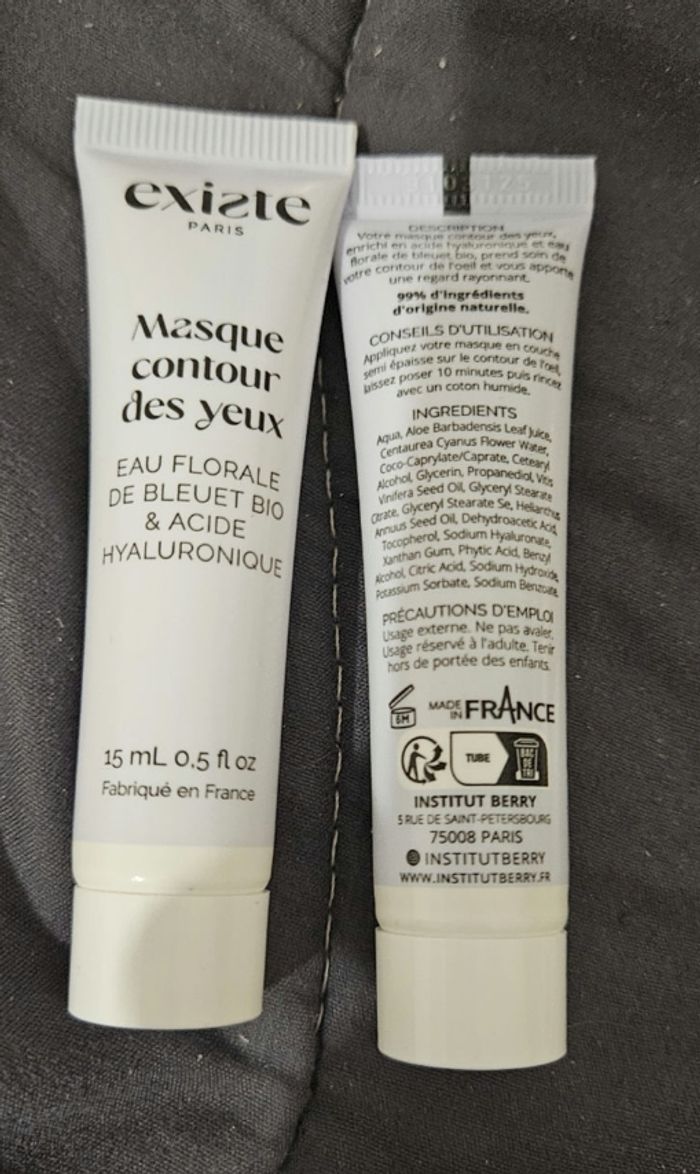 existe
PARIS
Masque
contour
des yeux
EAU FLORALE
DE BLEUET BIO
& ACIDE
HYALURONIQUE
15 mL 0,5 fl oz
Fabriqué en France
DESCRIPTION
Votre masque contour des yeux,
enrichi en acide hyaluronique et eau
florale de bleuet bio, prend soin de
votre contour de l'oeil et vous apporte
une regard rayonnant.
99% d'ingrédients
d'origine naturelle.
CONSEILS D'UTILISATION
Appliquez votre masque en couche
semi épaisse sur le contour de l'œil,
laissez poser 10 minutes puis rincez
avec un coton humide.
INGREDIENTS
Aqua, Aloe Barbadensis Leaf Juice,
Centaurea Cyanus Flower Water,
Coco-Caprylate/Caprate, Cetearyl
Alcohol, Glycerin, Propanediol, Vitis
Vinifera Seed Oil, Glyceryl Stearate
Citrate, Glyceryl Stearate Se, Helianthus
Annuus Seed Oil, Dehydroacetic Acid,
Tocopherol, Sodium Hyaluronate,
Xanthan Gum, Phytic Acid, Benzyl
Alcohol, Citric Acid, Sodium Hydroxide,
Potassium Sorbate, Sodium Benzoate
PRÉCAUTIONS D'EMPLOI
Usage externe. Ne pas avaler.
Usage réservé à l'adulte. Tenir
hors de portée des enfants.
6M
MADE IN FRANCE
TUBE
BAC DE TRI
INSTITUT BERRY
5 RUE DE SAINT-PETERSBOURG
75008 PARIS
INSTITUTBERRY
WWW.INSTITUTBERRY.FR